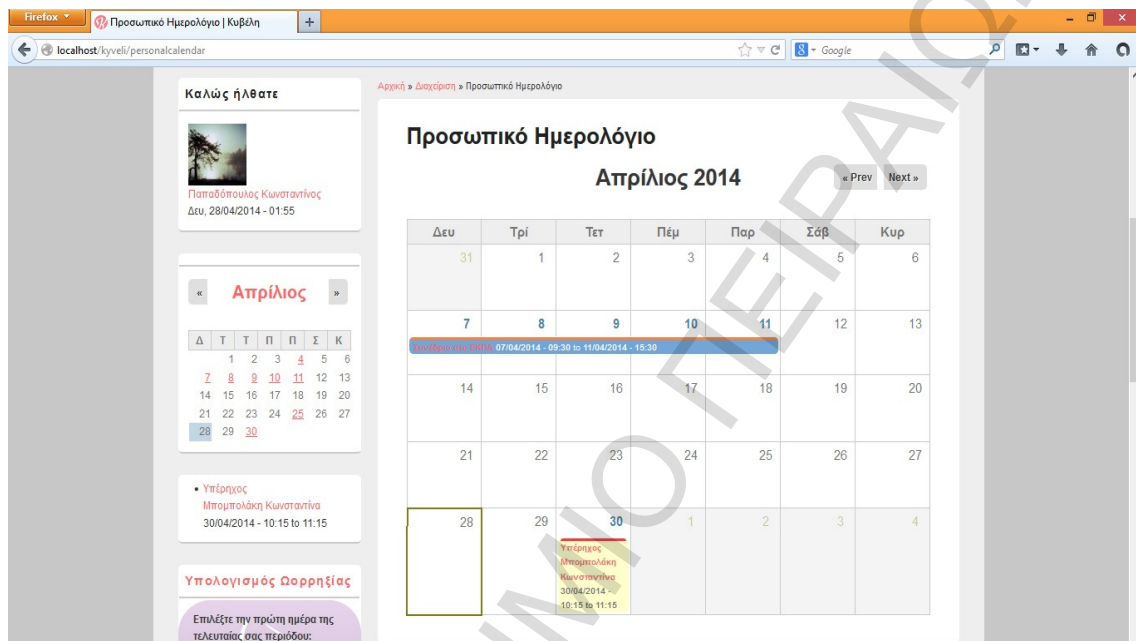 Firefox
Προσωπικό Ημερολόγιο | Κυβέλη
+
localhost/kyveli/personalcalendar
Google
Καλώς ήλθατε
Παπαδόπουλος Κωνσταντίνος
Δευ, 28/04/2014 - 01:55
« Απρίλιος »
Δ Τ Τ Π Π Σ Κ
1 2 3 4 5 6
7 8 9 10 11 12 13
14 15 16 17 18 19 20
21 22 23 24 25 26 27
28 29 30
• Υπέρηχος
Μπομπολάκη Κωνσταντίνα
30/04/2014 - 10:15 to 11:15
Υπολογισμός Ωορρηξίας
Επιλέξτε την πρώτη ημέρα της
τελευταίας σας περιόδου:
Αρχική » Διαχείριση » Προσωπικό Ημερολόγιο
Προσωπικό Ημερολόγιο
Απρίλιος 2014
« Prev Next »
Δευ Τρί Τετ Πέμ Παρ Σάβ Κυρ
31 1 2 3 4 5 6
7 8 9 10 11 12 13
07/04/2014 - 09:30 to 11/04/2014 - 15:30
14 15 16 17 18 19 20
21 22 23 24 25 26 27
28 29 30 1 2 3 4
Υπέρηχος
Μπομπολάκη
Κωνσταντίνα
30/04/2014 -
10:15 to 11:15